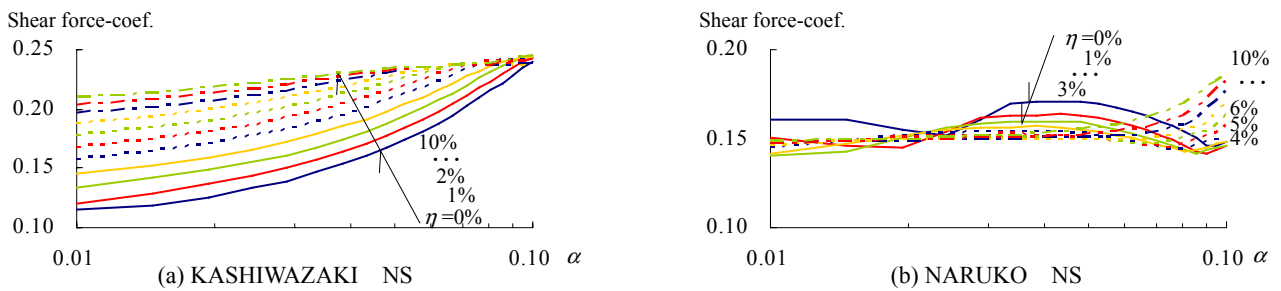 Shear force-coef.
0.25
0.20
0.15
0.10
10%
• • •
2%
1%
η =0%
0.01
0.10
α
(a) KASHIWAZAKI NS
Shear force-coef.
0.20
0.15
0.10
η =0%
1%
• • •
3%
10%
• • •
6%
5%
4%
0.01
0.10
α
(b) NARUKO NS